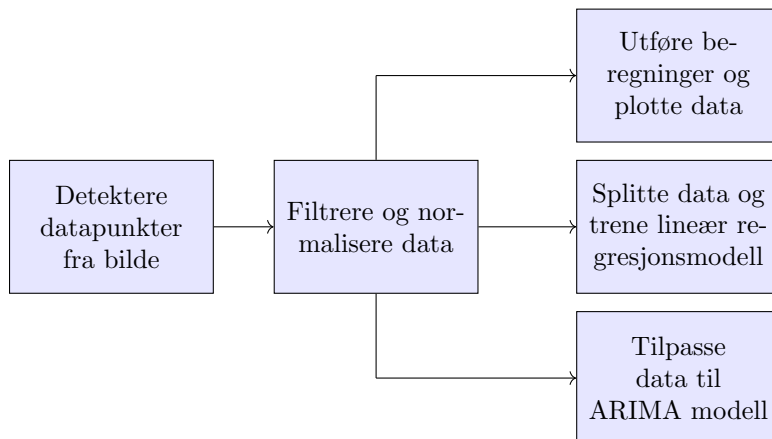 Detektere
datapunkter
fra bilde
Filtrere og nor-
malisere data
Utføre be-
regninger og
plotte data
Splitte data og
trene lineær re-
gresjonsmodell
Tilpasse
data til
ARIMA modell